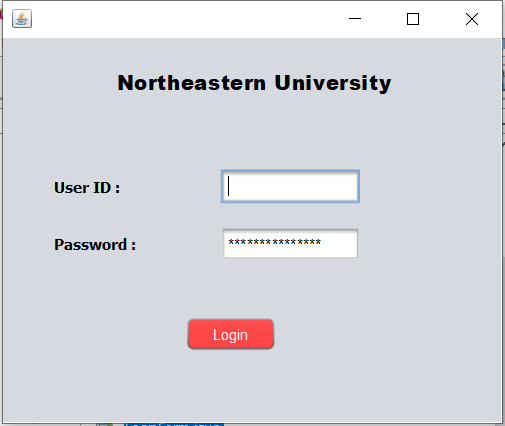 Northeastern University
User ID :
Password :
***************
Login